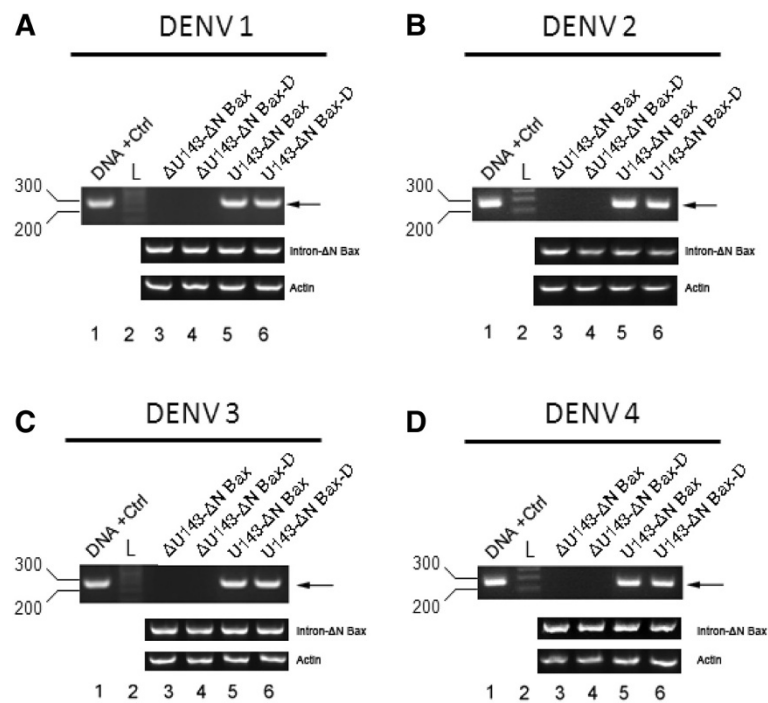 A
DENV 1
DNA +Ctrl
L
ΔU143-ΔN Bax
ΔU143-ΔN Bax-D
U143-ΔN Bax
U143-ΔN Bax-D
300
200
Intron-ΔN Bax
Actin
1 2 3 4 5 6
B
DENV 2
DNA +Ctrl
L
ΔU143-ΔN Bax
ΔU143-ΔN Bax-D
U143-ΔN Bax
U143-ΔN Bax-D
300
200
Intron-ΔN Bax
Actin
1 2 3 4 5 6
C
DENV 3
DNA +Ctrl
L
ΔU143-ΔN Bax
ΔU143-ΔN Bax-D
U143-ΔN Bax
U143-ΔN Bax-D
300
200
Intron-ΔN Bax
Actin
1 2 3 4 5 6
D
DENV 4
DNA +Ctrl
L
ΔU143-ΔN Bax
ΔU143-ΔN Bax-D
U143-ΔN Bax
U143-ΔN Bax-D
300
200
Intron-ΔN Bax
Actin
1 2 3 4 5 6